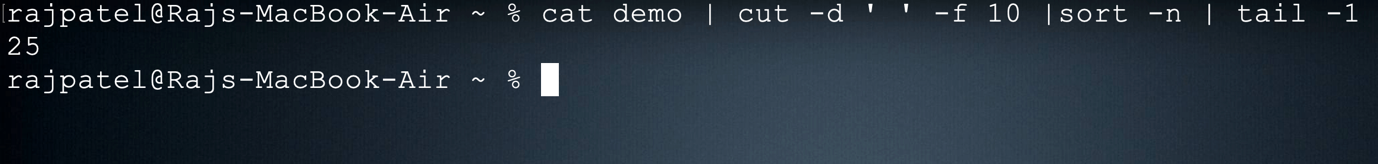 [rajpatel@Rajs-MacBook-Air ~ % cat demo | cut -d ' ' -f 10 |sort -n | tail -1
25
rajpatel@Rajs-MacBook-Air ~ %